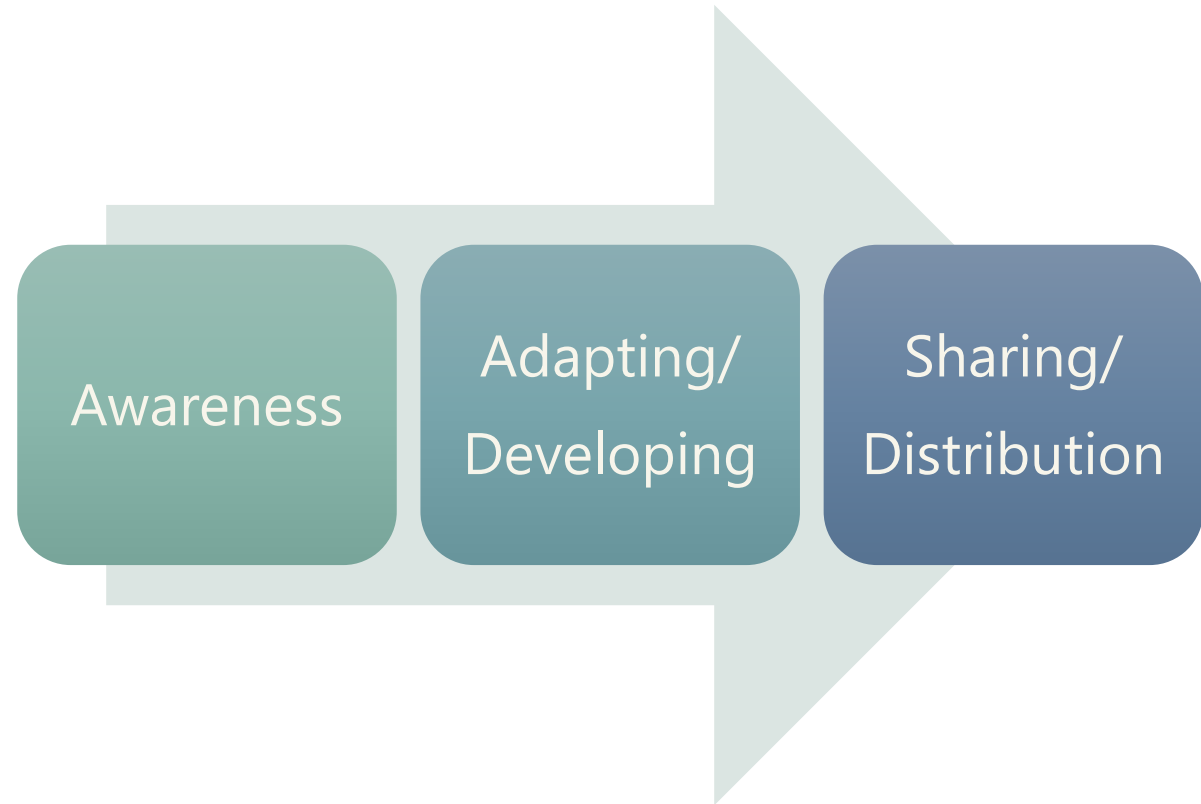 Awareness
Adapting/
Developing
Sharing/
Distribution